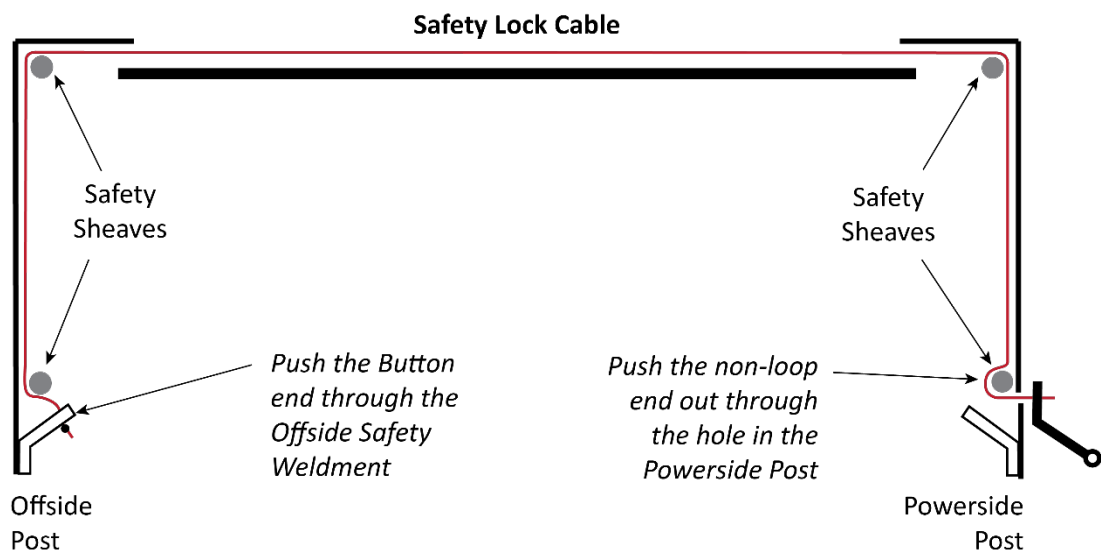 Safety Lock Cable
Safety
Sheaves
Safety
Sheaves
Push the Button
end through the
Offside Safety
Weldment
Push the non-loop
end out through
the hole in the
Powerside Post
Offside
Post
Powerside
Post